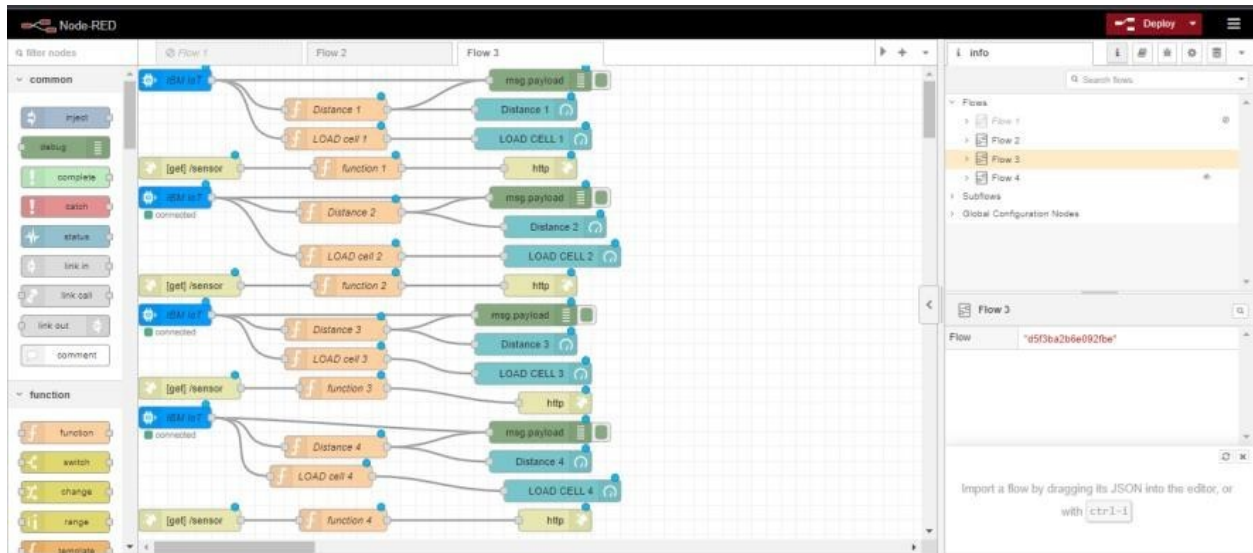 Node-RED
Deploy
filter nodes
Flow 1
Flow 2
Flow 3
info
i
common
inject
debug
complete
catch
status
link in
link call
link out
comment
function
function
switch
change
range
template
IBM IoT
msg.payload
Distance 1
Distance 1
LOAD cell 1
LOAD CELL 1
[get] /sensor
function 1
http
IBM IoT
connected
msg.payload
Distance 2
Distance 2
LOAD cell 2
LOAD CELL 2
[get] /sensor
function 2
http
IBM IoT
connected
msg.payload
Distance 3
Distance 3
LOAD cell 3
LOAD CELL 3
[get] /sensor
function 3
http
IBM IoT
connected
msg.payload
Distance 4
Distance 4
LOAD cell 4
LOAD CELL 4
[get] /sensor
function 4
http
Search flows
Flows
Flow 1
Flow 2
Flow 3
Flow 4
Subflows
Global Configuration Nodes
Flow 3
Flow "d5f3ba2b6e092fbe"
Import a flow by dragging its JSON into the editor, or
with ctrl-i